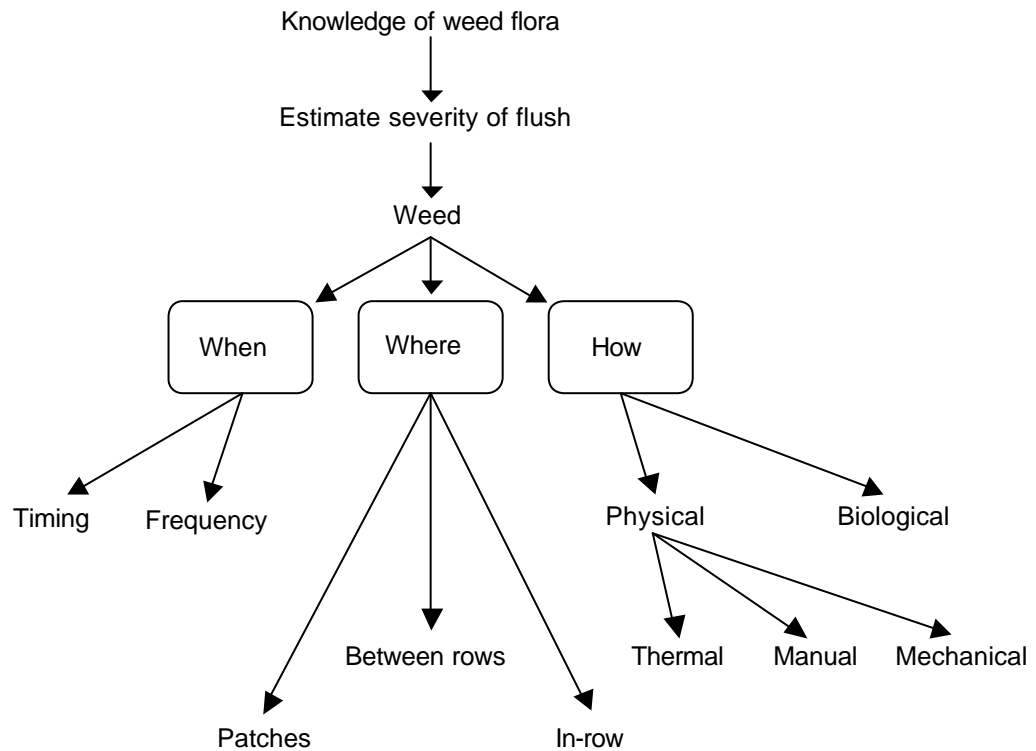 Knowledge of weed flora
Estimate severity of flush
Weed
When
Where
How
Timing
Frequency
Physical
Biological
Between rows
Thermal
Manual
Mechanical
Patches
In-row